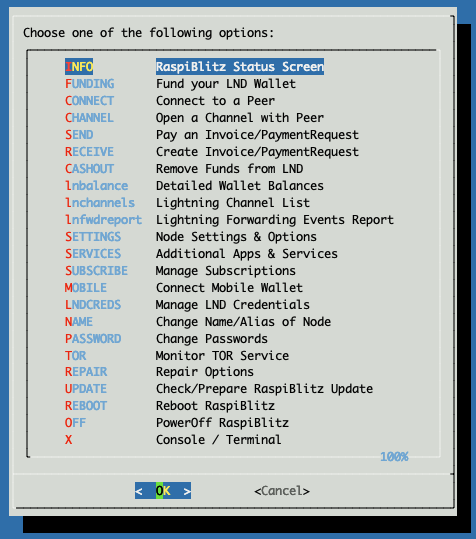 Choose one of the following options:
INFO RaspiBlitz Status Screen
FUNDING Fund your LND Wallet
CONNECT Connect to a Peer
CHANNEL Open a Channel with Peer
SEND Pay an Invoice/PaymentRequest
RECEIVE Create Invoice/PaymentRequest
CASHOUT Remove Funds from LND
lnbalance Detailed Wallet Balances
lnchannels Lightning Channel List
lnfwdreport Lightning Forwarding Events Report
SETTINGS Node Settings & Options
SERVICES Additional Apps & Services
SUBSCRIBE Manage Subscriptions
MOBILE Connect Mobile Wallet
LNDCREDS Manage LND Credentials
NAME Change Name/Alias of Node
PASSWORD Change Passwords
TOR Monitor TOR Service
REPAIR Repair Options
UPDATE Check/Prepare RaspiBlitz Update
REBOOT Reboot RaspiBlitz
OFF PowerOff RaspiBlitz
X Console / Terminal
100%
< OK > <Cancel>